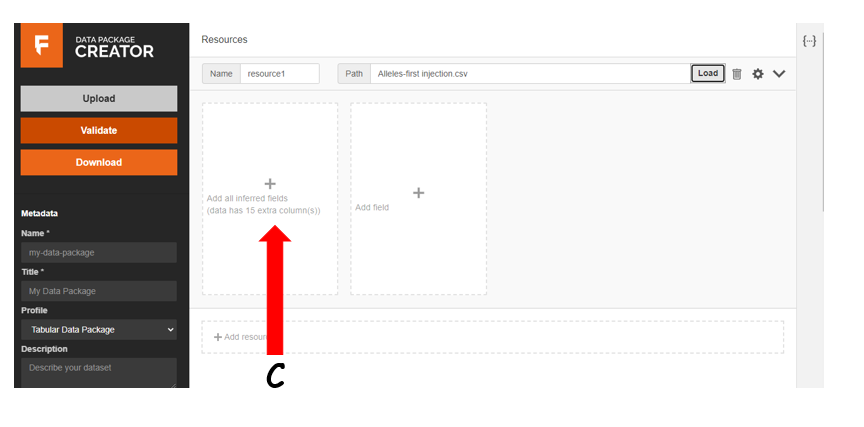 DATA PACKAGE
CREATOR
Upload
Validate
Download
Metadata
Name *
my-data-package
Title *
My Data Package
Profile
Tabular Data Package
Description
Describe your dataset
Resources
{···}
Name resource1 Path Alleles-first injection.csv Load
Add all inferred fields
(data has 15 extra column(s))
Add field
Add resour
C